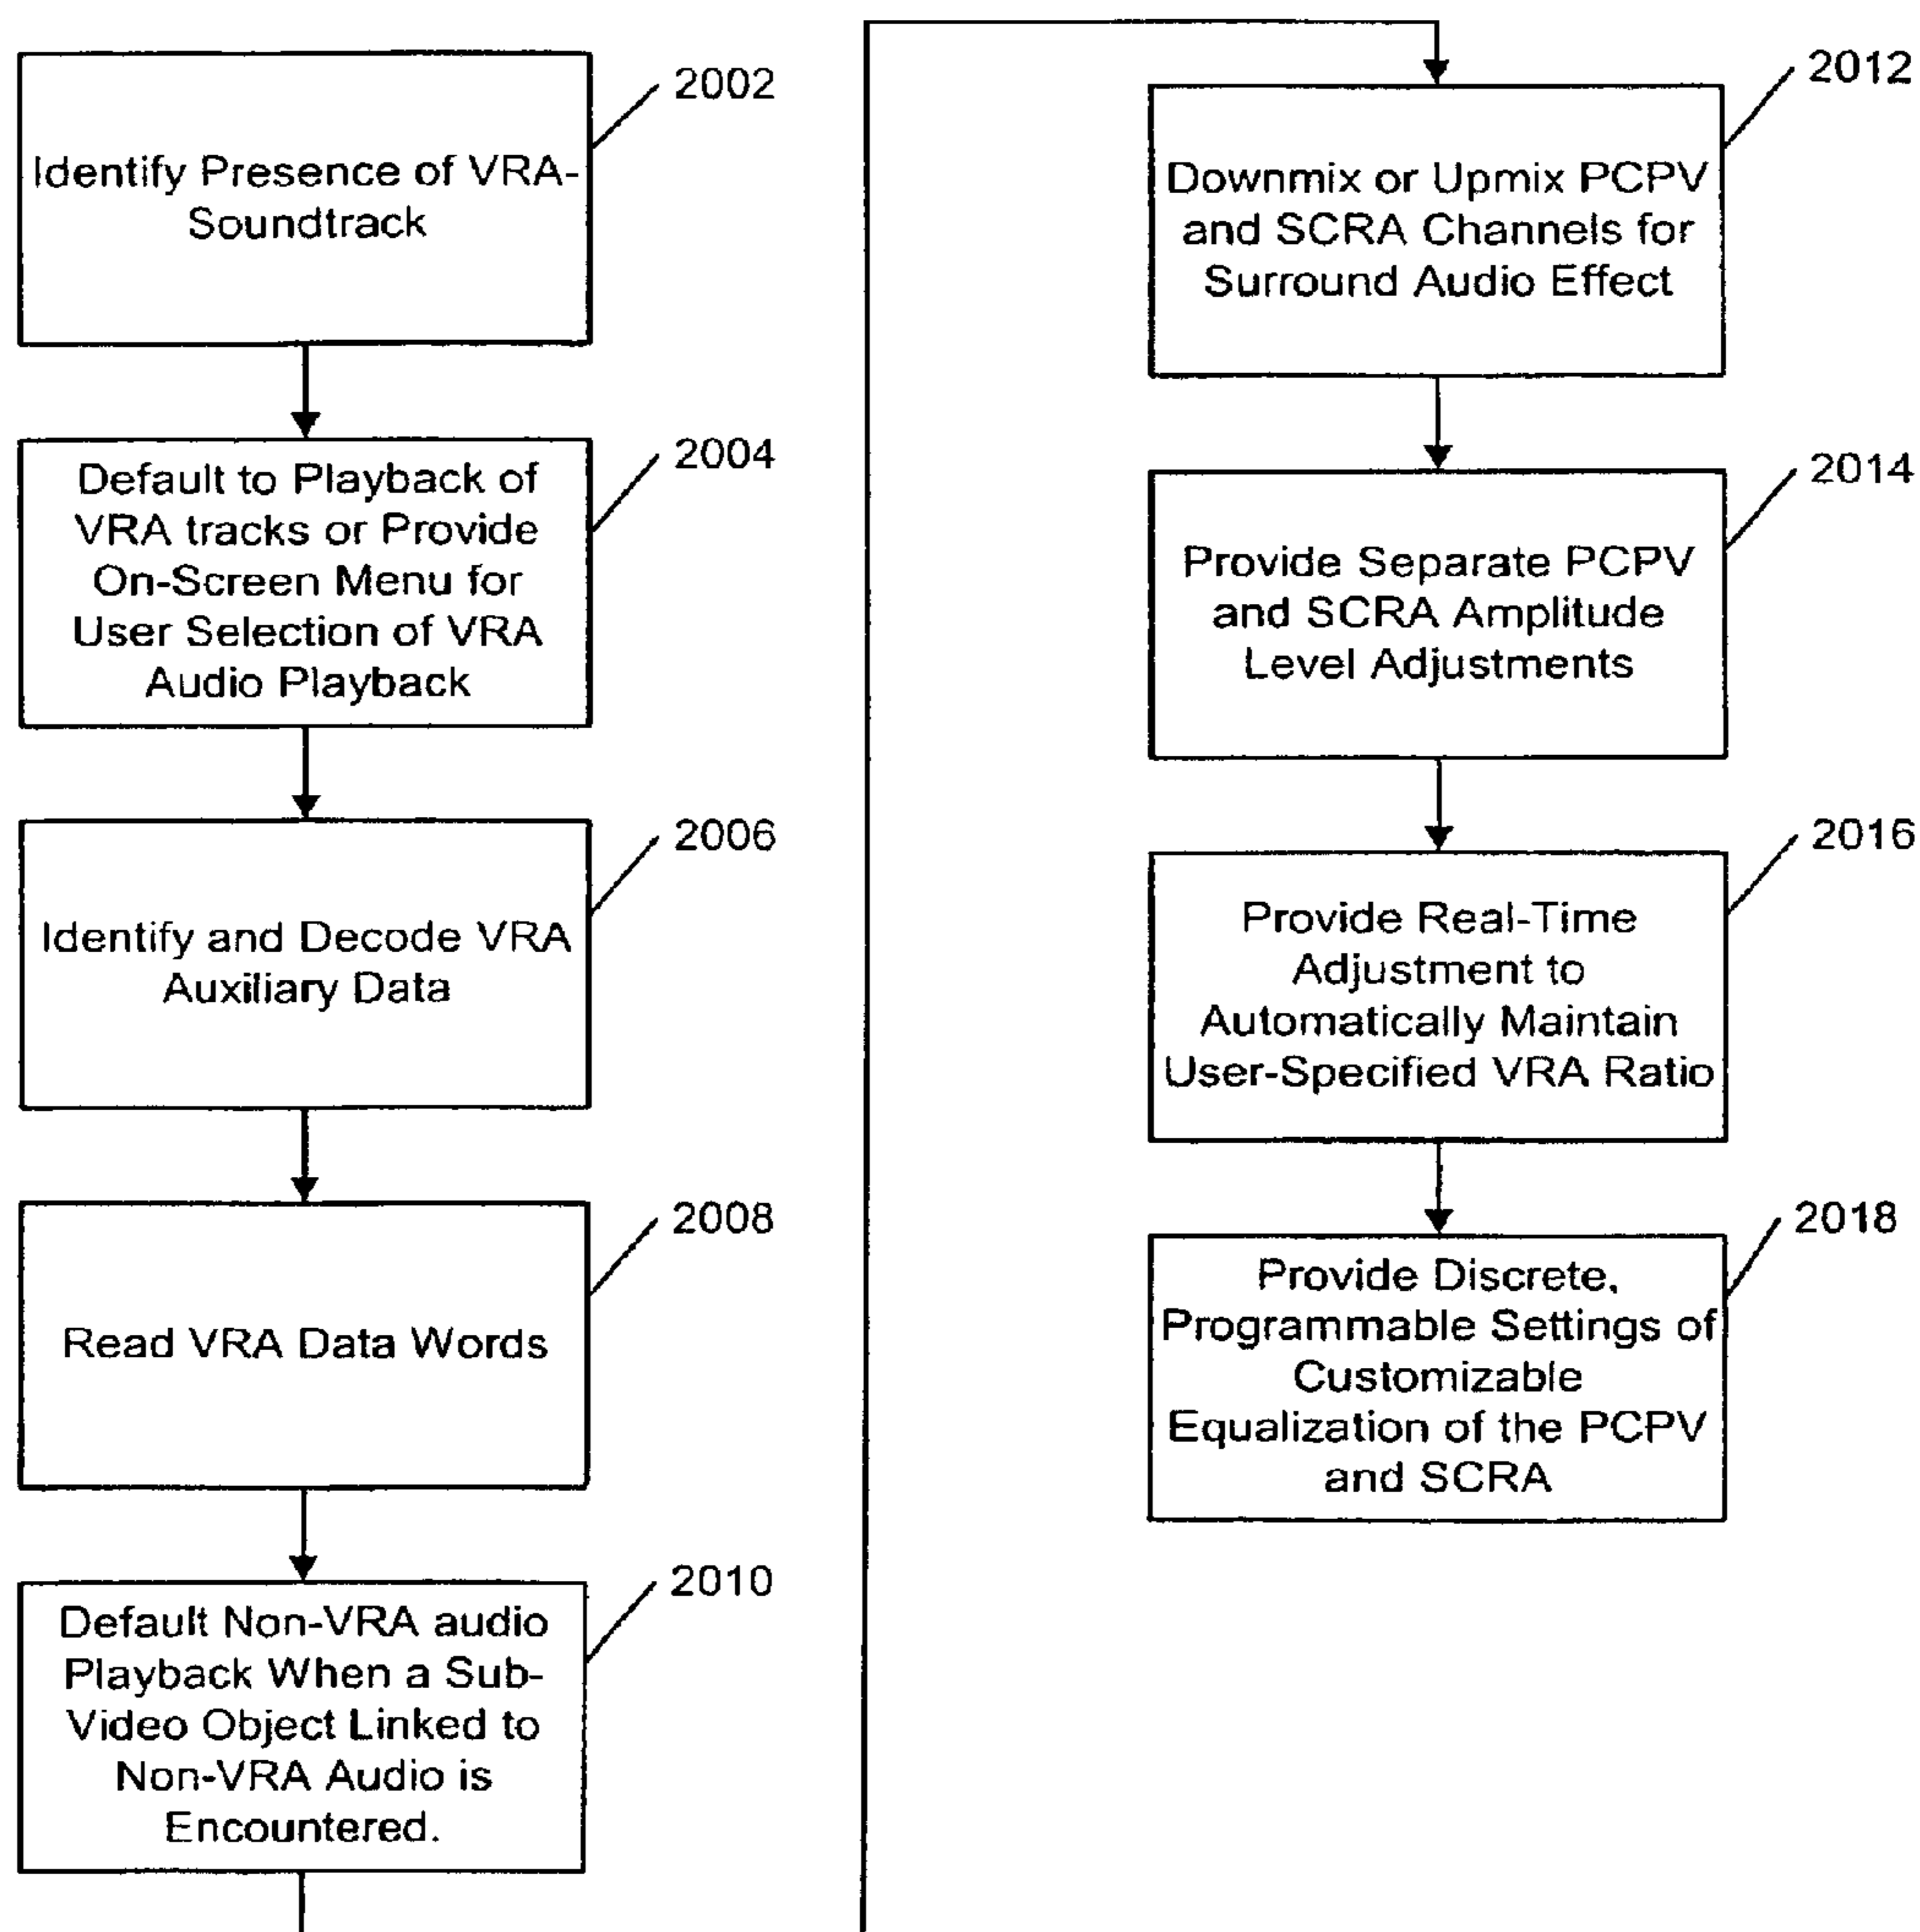 2002
Identify Presence of VRA-
Soundtrack
2004
Default to Playback of
VRA tracks or Provide
On-Screen Menu for
User Selection of VRA
Audio Playback
2006
Identify and Decode VRA
Auxiliary Data
2008
Read VRA Data Words
2010
Default Non-VRA audio
Playback When a Sub-
Video Object Linked to
Non-VRA Audio is
Encountered.
2012
Downmix or Upmix PCPV
and SCRA Channels for
Surround Audio Effect
2014
Provide Separate PCPV
and SCRA Amplitude
Level Adjustments
2016
Provide Real-Time
Adjustment to
Automatically Maintain
User-Specified VRA Ratio
2018
Provide Discrete,
Programmable Settings of
Customizable
Equalization of the PCPV
and SCRA